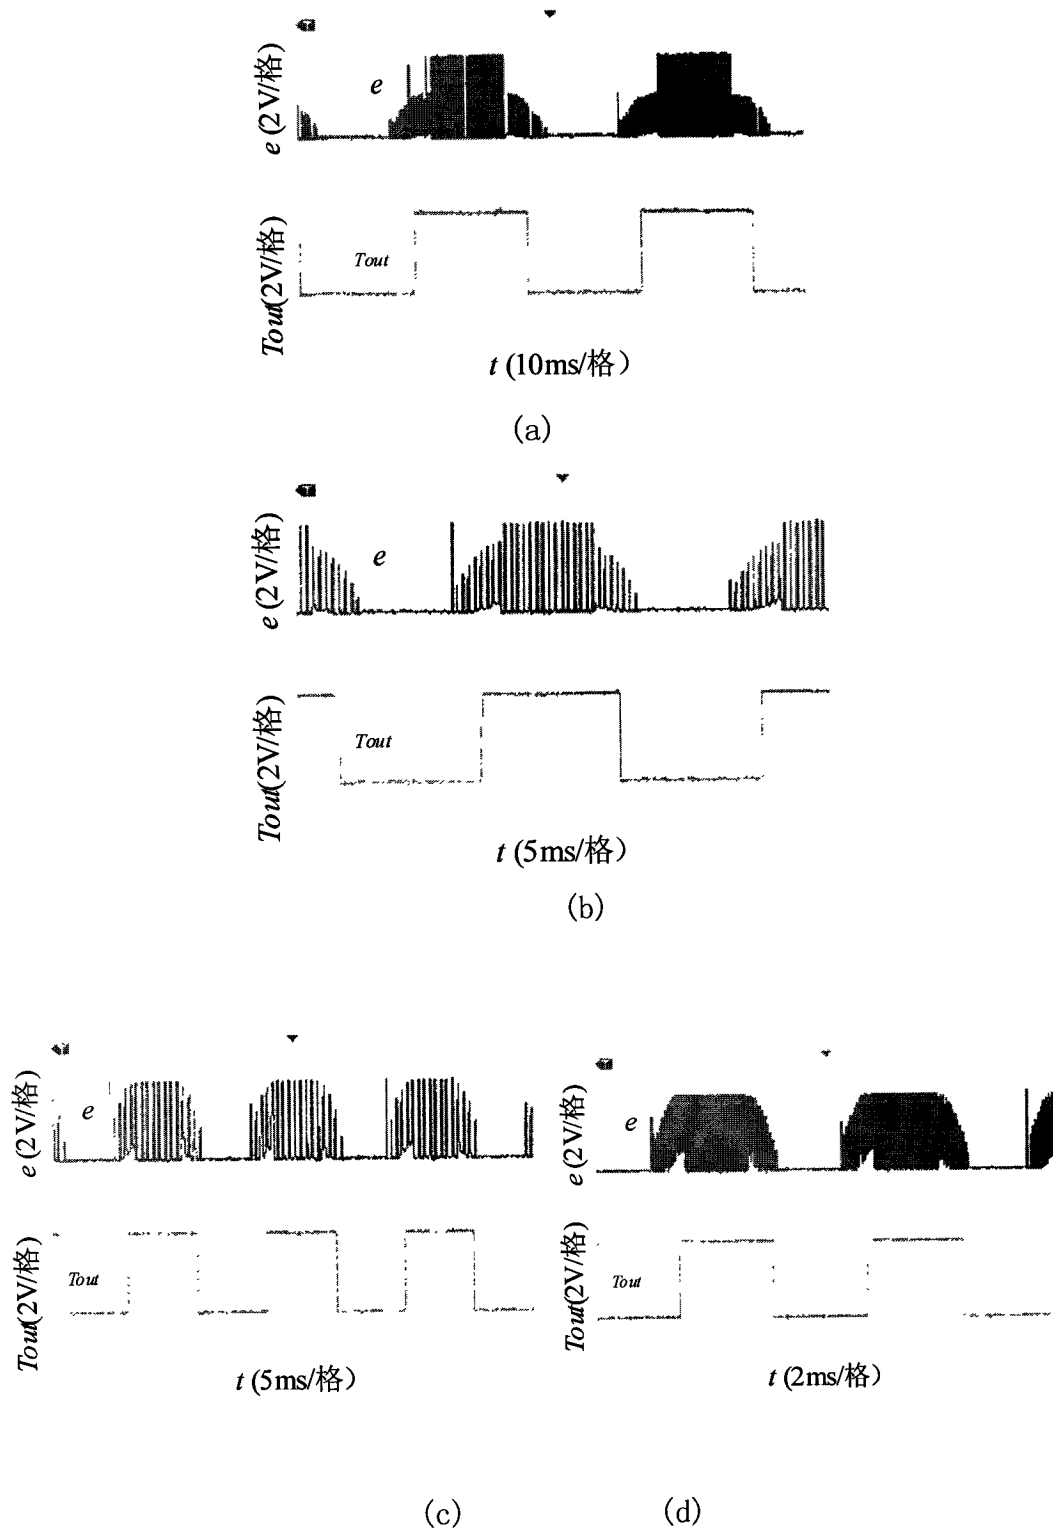 e (2V/格)
e
Tout(2V/格)
Tout
t (10ms/格)
(a)
e (2V/格)
e
Tout(2V/格)
Tout
t (5ms/格)
(b)
e (2V/格)
e
Tout(2V/格)
Tout
t (5ms/格)
(c)
e (2V/格)
e
Tout(2V/格)
Tout
t (2ms/格)
(d)